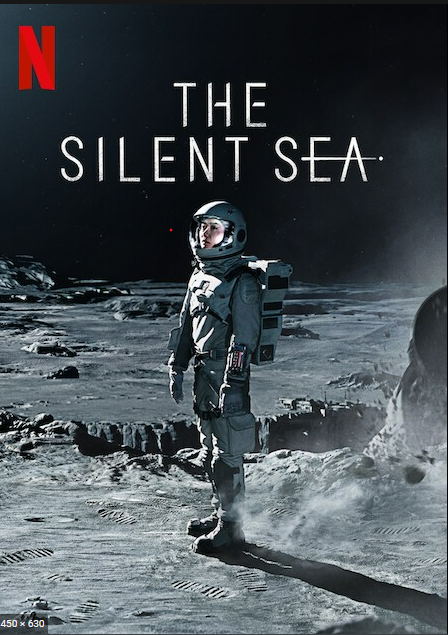 N
THE
SILENT SEA
450 × 630